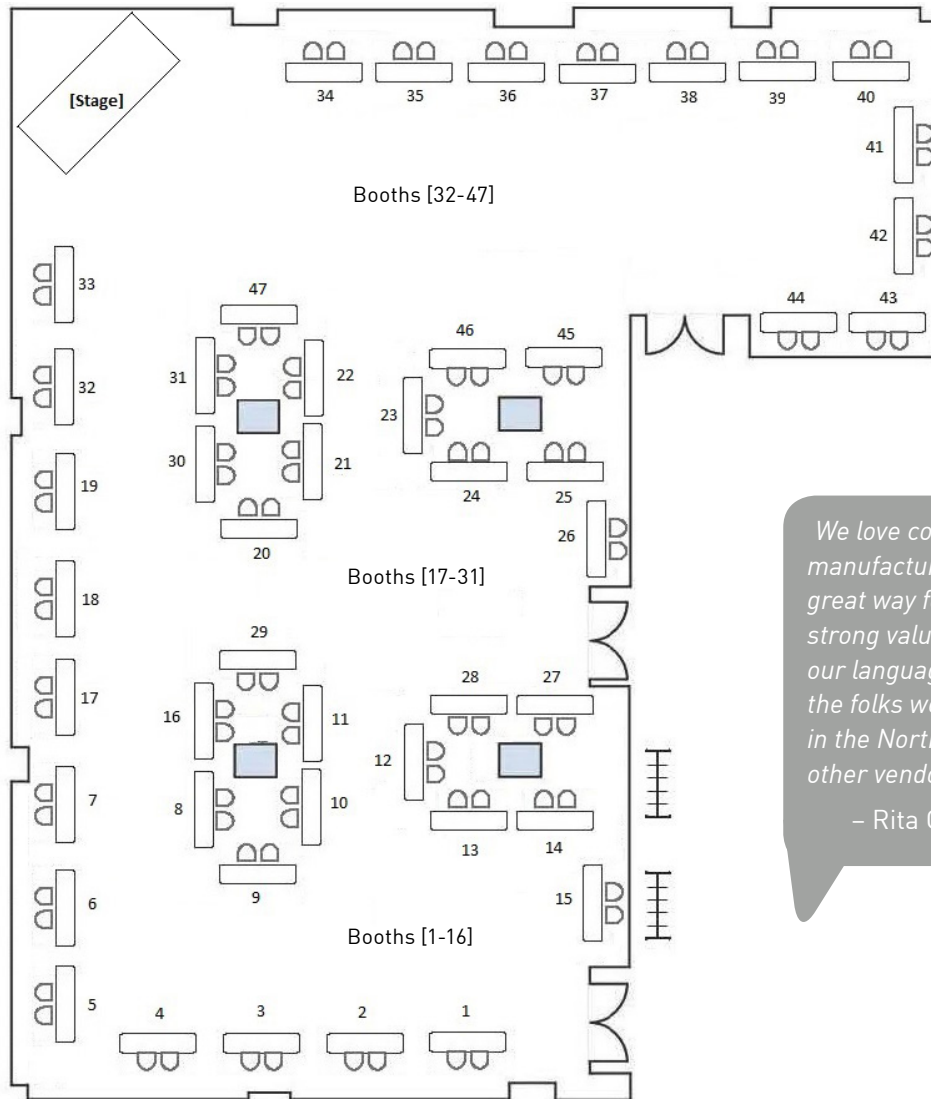 [Stage]
34 35 36 37 38 39 40
41
Booths [32-47]
42
33
47
44 43
46 45
31 22
32
23
30 21
19
24 25
20
26
Booths [17-31]
18
29
28 27
16 11
17
12
7
8 10
13 14
9
15
6
Booths [1-16]
5
4 3 2 1
We love co
manufactur
great way f
strong valu
our languag
the folks we
in the North
other vendo
– Rita